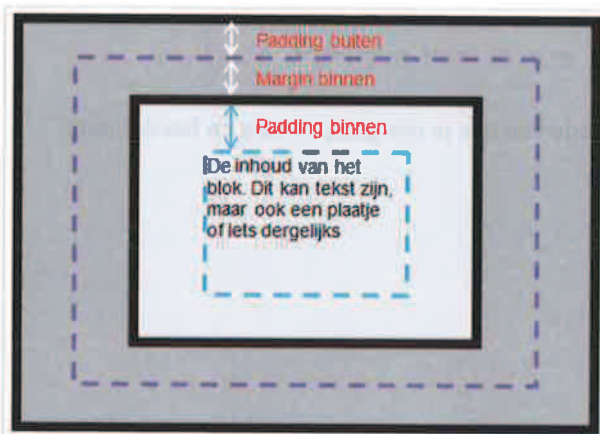 Padding buiten
Margin binnen
Padding binnen
De inhoud van het
blok. Dit kan tekst zijn,
maar ook een plaatje
of iets dergelijks